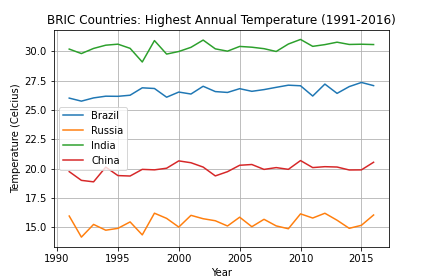 BRIC Countries: Highest Annual Temperature (1991-2016)
Temperature (Celcius)
30.0
27.5
25.0
22.5
20.0
17.5
15.0
Brazil
Russia
India
China
1990 1995 2000 2005 2010 2015
Year